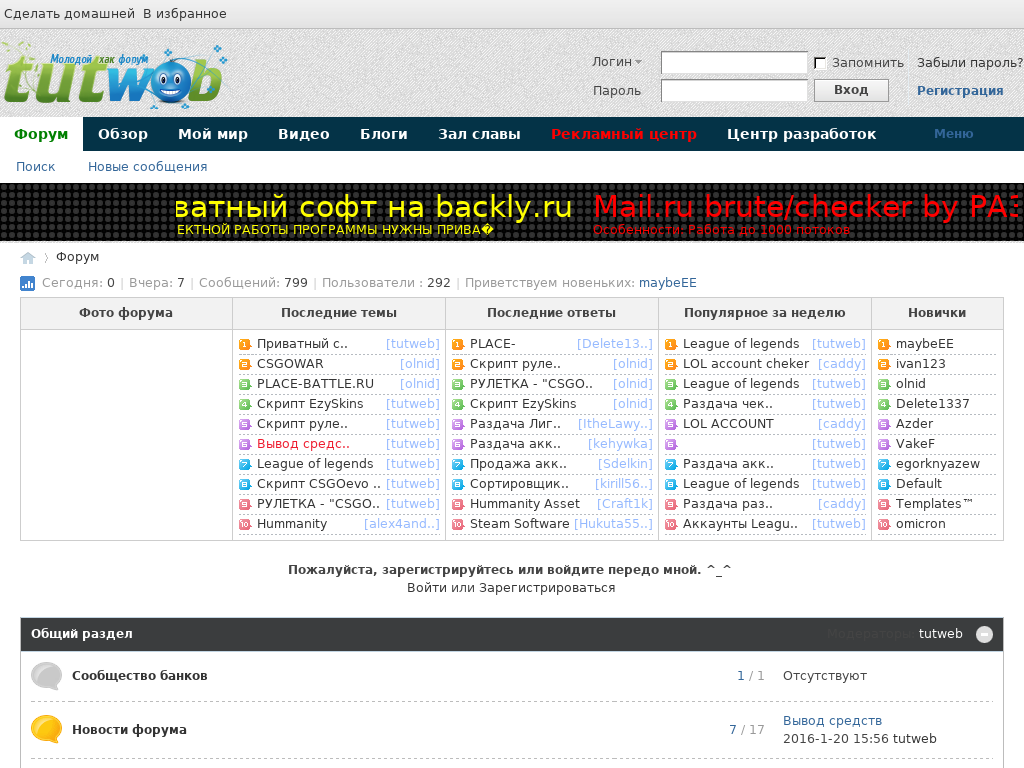 Сделать домашней В избранное
Молодой хак форум
tutwob
Логин Запомнить Забыли пароль?
Пароль Вход Регистрация
Форум Обзор Мой мир Видео Блоги Зал славы Рекламный центр Центр разработок Меню
Поиск Новые сообщения
ватный софт на backly.ru Mail.ru brute/checker by
ЕКТНОЙ РАБОТЫ ПРОГРАММЫ НУЖНЫ ПРИВА� Особенности: Работа до 1000 потоков
Форум
Сегодня: 0 | Вчера: 7 | Сообщений: 799 | Пользователи : 292 | Приветствуем новеньких: maybeEE
Фото форума Последние темы Последние ответы Популярное за неделю Новички
1 Приватный с.. [tutweb] 1 PLACE- [Delete13..] 1 League of legends [tutweb] 1 maybeEE
2 CSGOWAR [olnid] 2 Скрипт руле.. [olnid] 2 LOL account cheker [caddy] 2 ivan123
3 PLACE-BATTLE.RU [olnid] 3 РУЛЕТКА - "CSGO.. [olnid] 3 League of legends [tutweb] 3 olnid
4 Скрипт EzySkins [tutweb] 4 Скрипт EzySkins [olnid] 4 Раздача чек.. [tutweb] 4 Delete1337
5 Скрипт руле.. [tutweb] 5 Раздача Лиг.. [ItheLawy..] 5 LOL ACCOUNT [caddy] 5 Azder
6 Вывод средс.. [tutweb] 6 Раздача акк.. [kehywka] 6 [tutweb] 6 VakeF
7 League of legends [tutweb] 7 Продажа акк.. [Sdelkin] 7 Раздача акк.. [tutweb] 7 egorknyazew
8 Скрипт CSGOevo .. [tutweb] 8 Сортировщик.. [kirill56..] 8 League of legends [tutweb] 8 Default
9 РУЛЕТКА - "CSGO.. [tutweb] 9 Hummanity Asset [Craft1k] 9 Раздача раз.. [caddy] 9 Templates™
10 Hummanity [alex4and..] 10 Steam Software [Hukuta55..] 10 Аккаунты Leagu.. [tutweb] 10 omicron
Пожалуйста, зарегистрируйтесь или войдите передо мной. ^_^
Войти или Зарегистрироваться
Общий раздел Модераторы: tutweb
Сообщество банков 1 / 1 Отсутствуют
Новости форума 7 / 17 Вывод средств
2016-1-20 15:56 tutweb